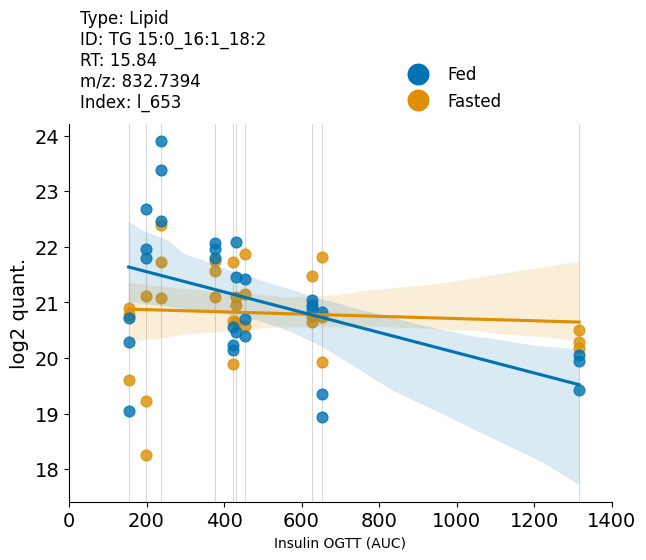 Type: Lipid
ID: TG 15:0_16:1_18:2
RT: 15.84
m/z: 832.7394
Index: l_653
Fed
Fasted
24
23
22
21
20
19
18
log2 quant.
0
200
400
600
800
1000
1200
1400
Insulin OGTT (AUC)